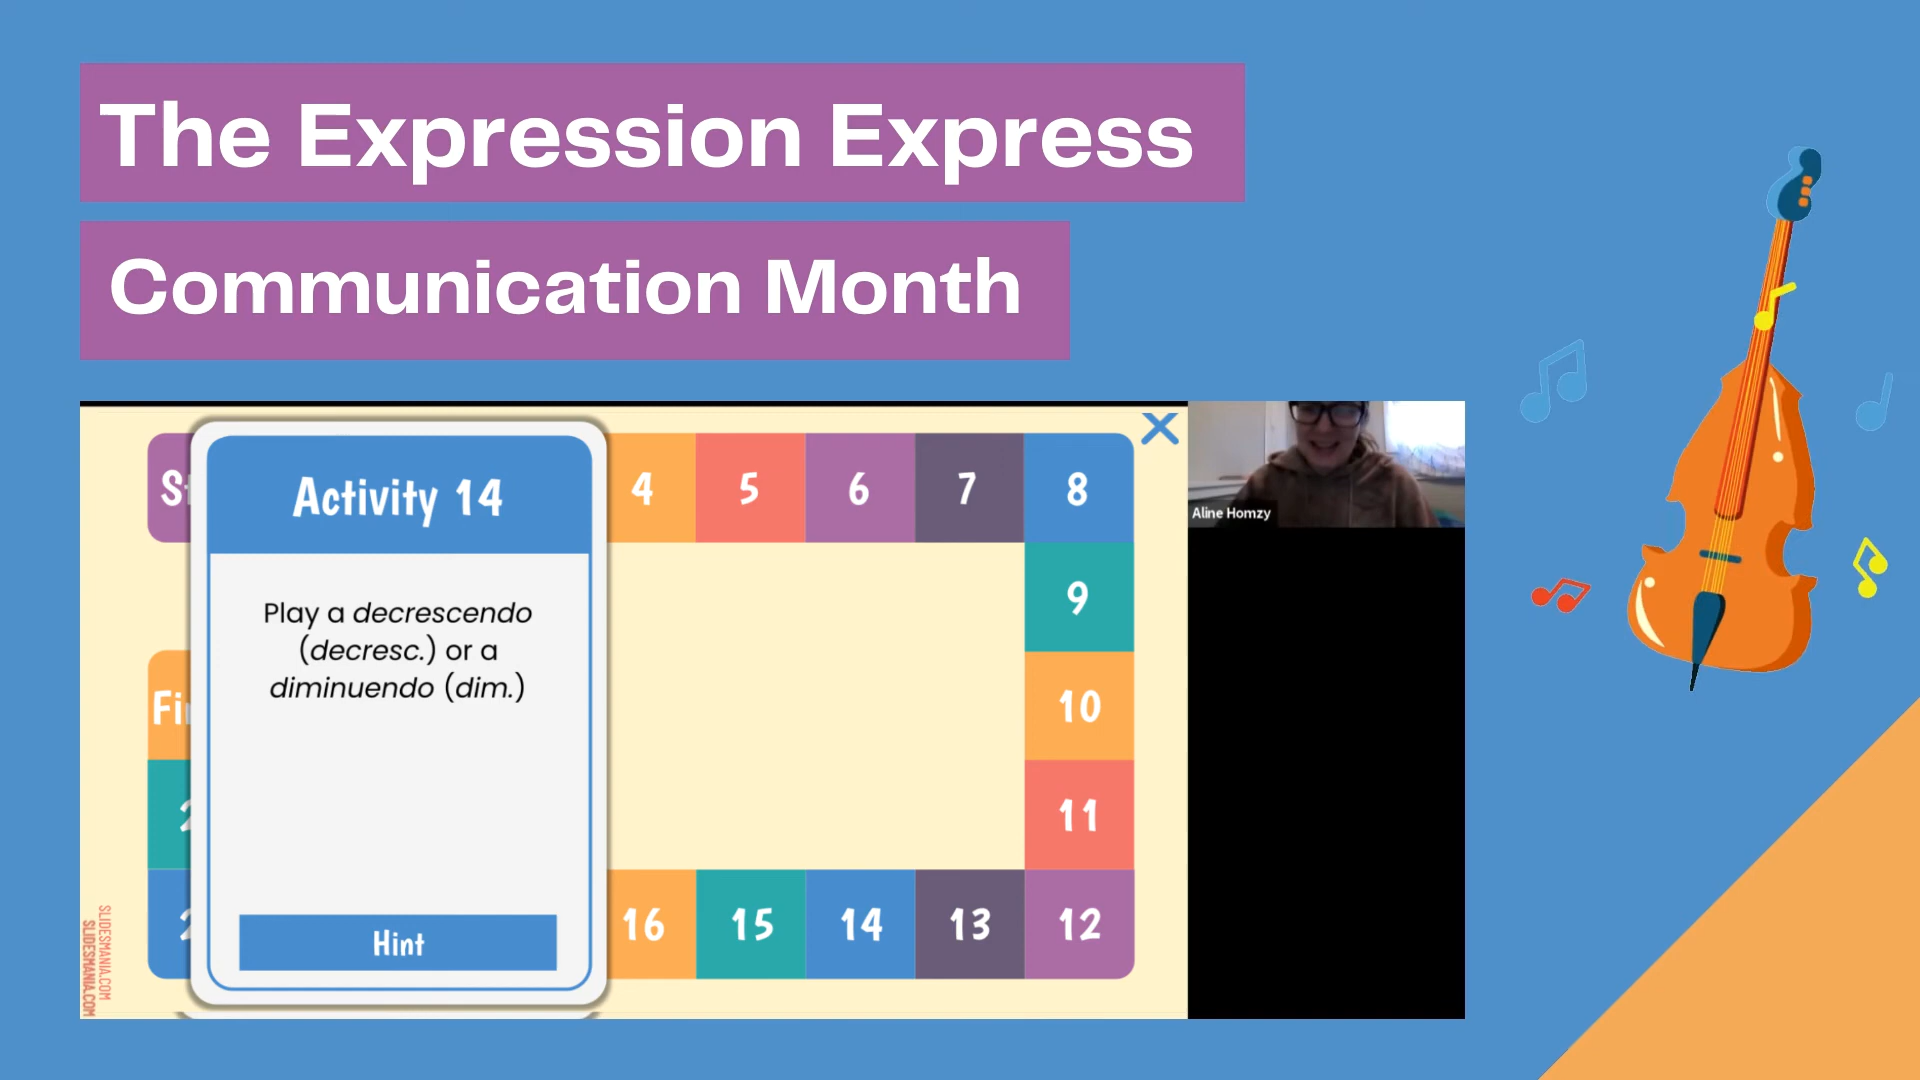 The Expression Express
Communication Month
4
5
6
7
8
Activity 14
Aline Homzy
Play a decrescendo
(decresc.) or a
diminuendo (dim.)
9
10
11
Hint
16
15
14
13
12
SLIDESMANIA.COM
SLIDESMANIA.COM